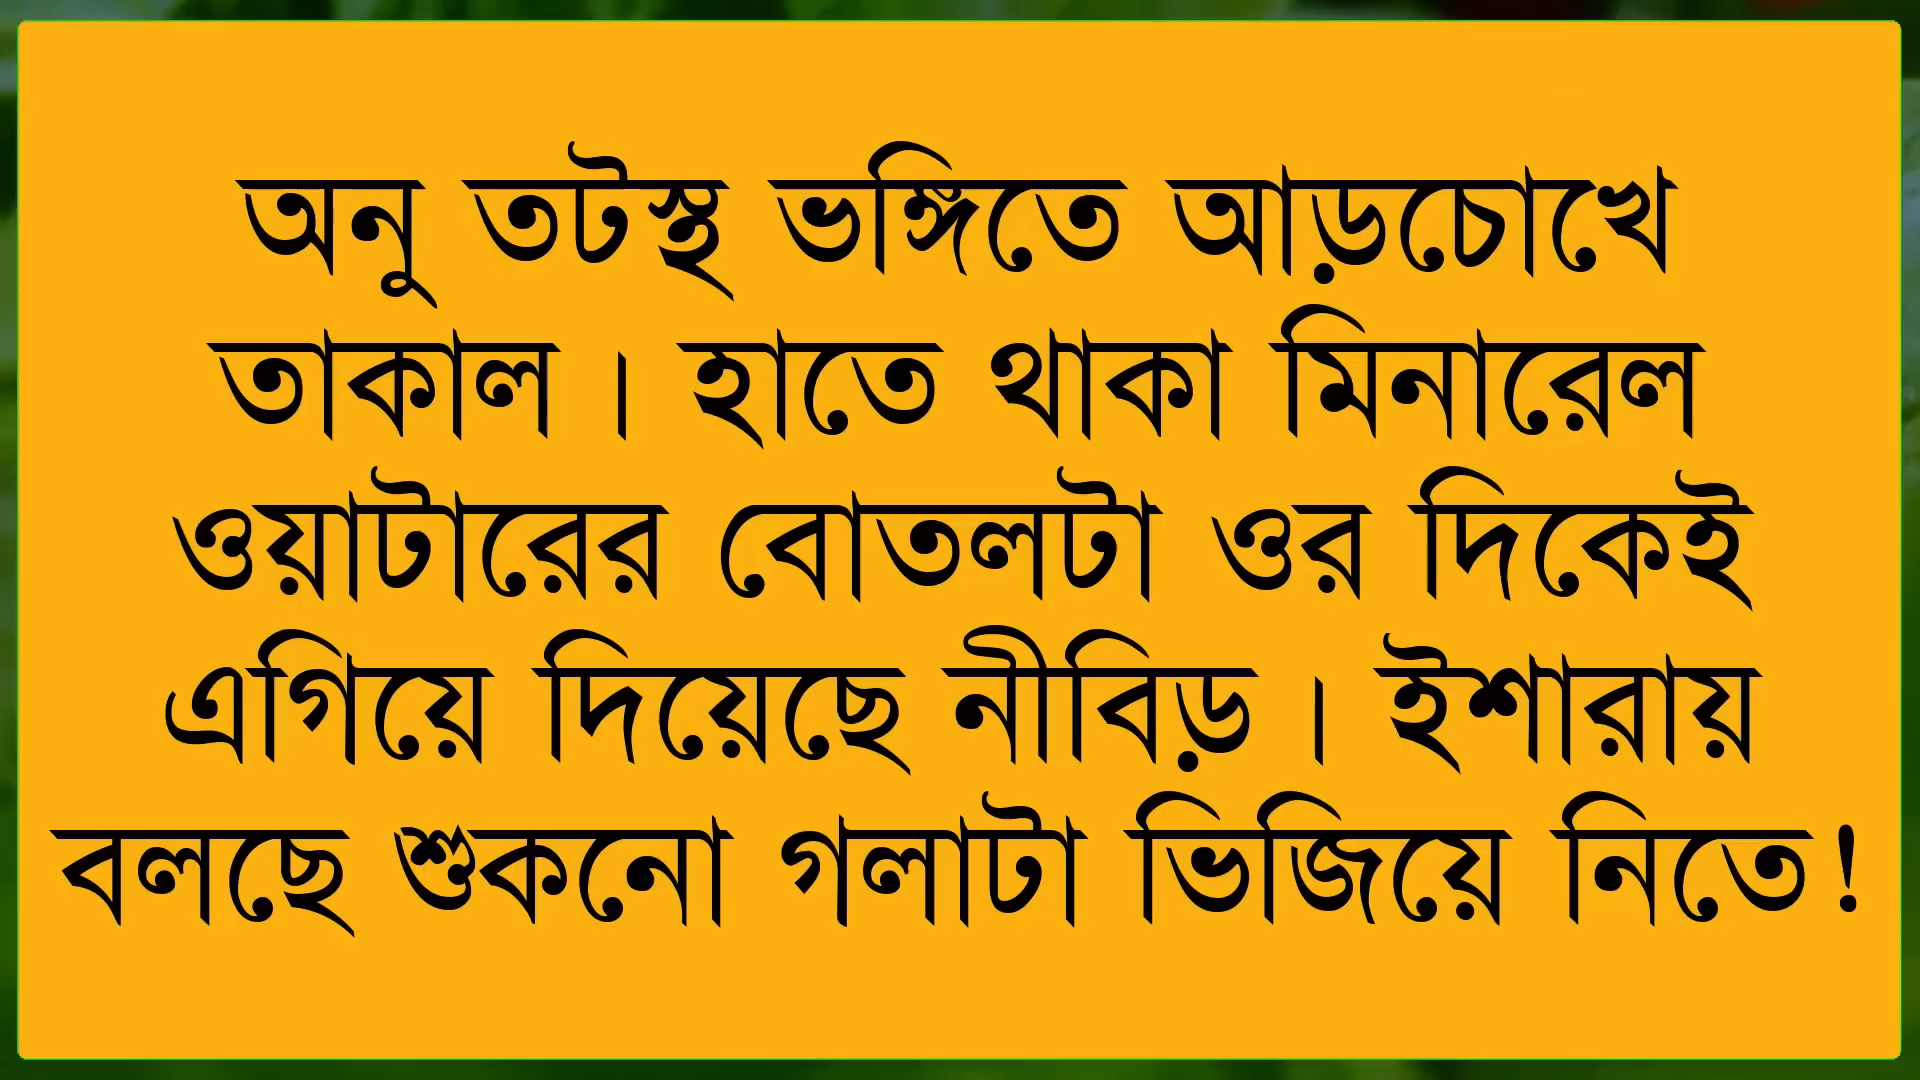 অনু তটস্থ ভঙ্গিতে আড়চোখে
তাকাল। হাতে থাকা মিনারেল
ওয়াটারের বোতলটা ওর দিকেই
এগিয়ে দিয়েছে নীবিড়। ইশারায়
বলছে শুকনো গলাটা ভিজিয়ে নিতে!